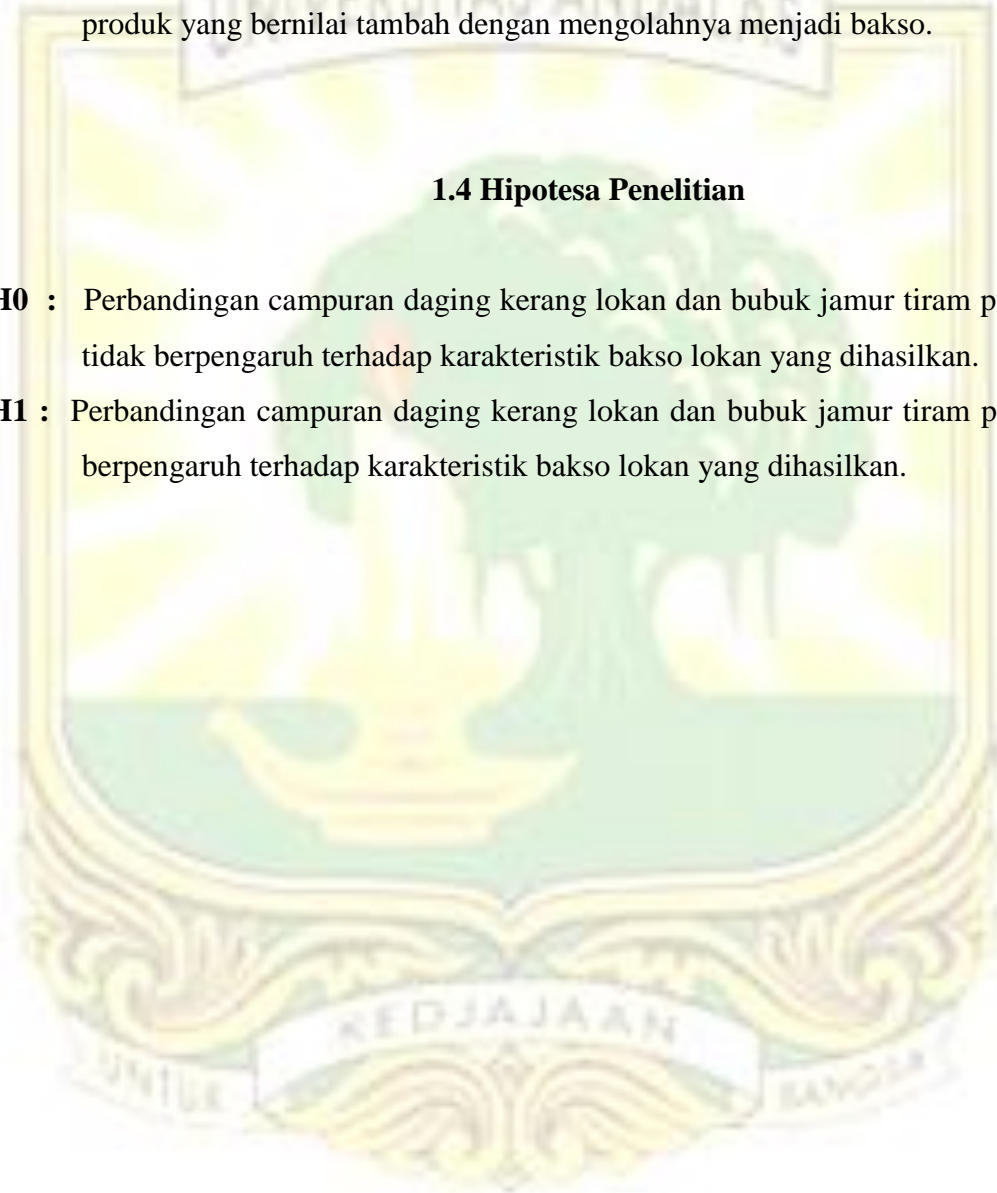 UNIVERSITAS ANDALAS
produk yang bernilai tambah dengan mengolahnya menjadi bakso.
1.4 Hipotesa Penelitian
H0 : Perbandingan campuran daging kerang lokan dan bubuk jamur tiram p
tidak berpengaruh terhadap karakteristik bakso lokan yang dihasilkan.
H1 : Perbandingan campuran daging kerang lokan dan bubuk jamur tiram p
berpengaruh terhadap karakteristik bakso lokan yang dihasilkan.
KEDJAJAAN
UNTUK BANGSA